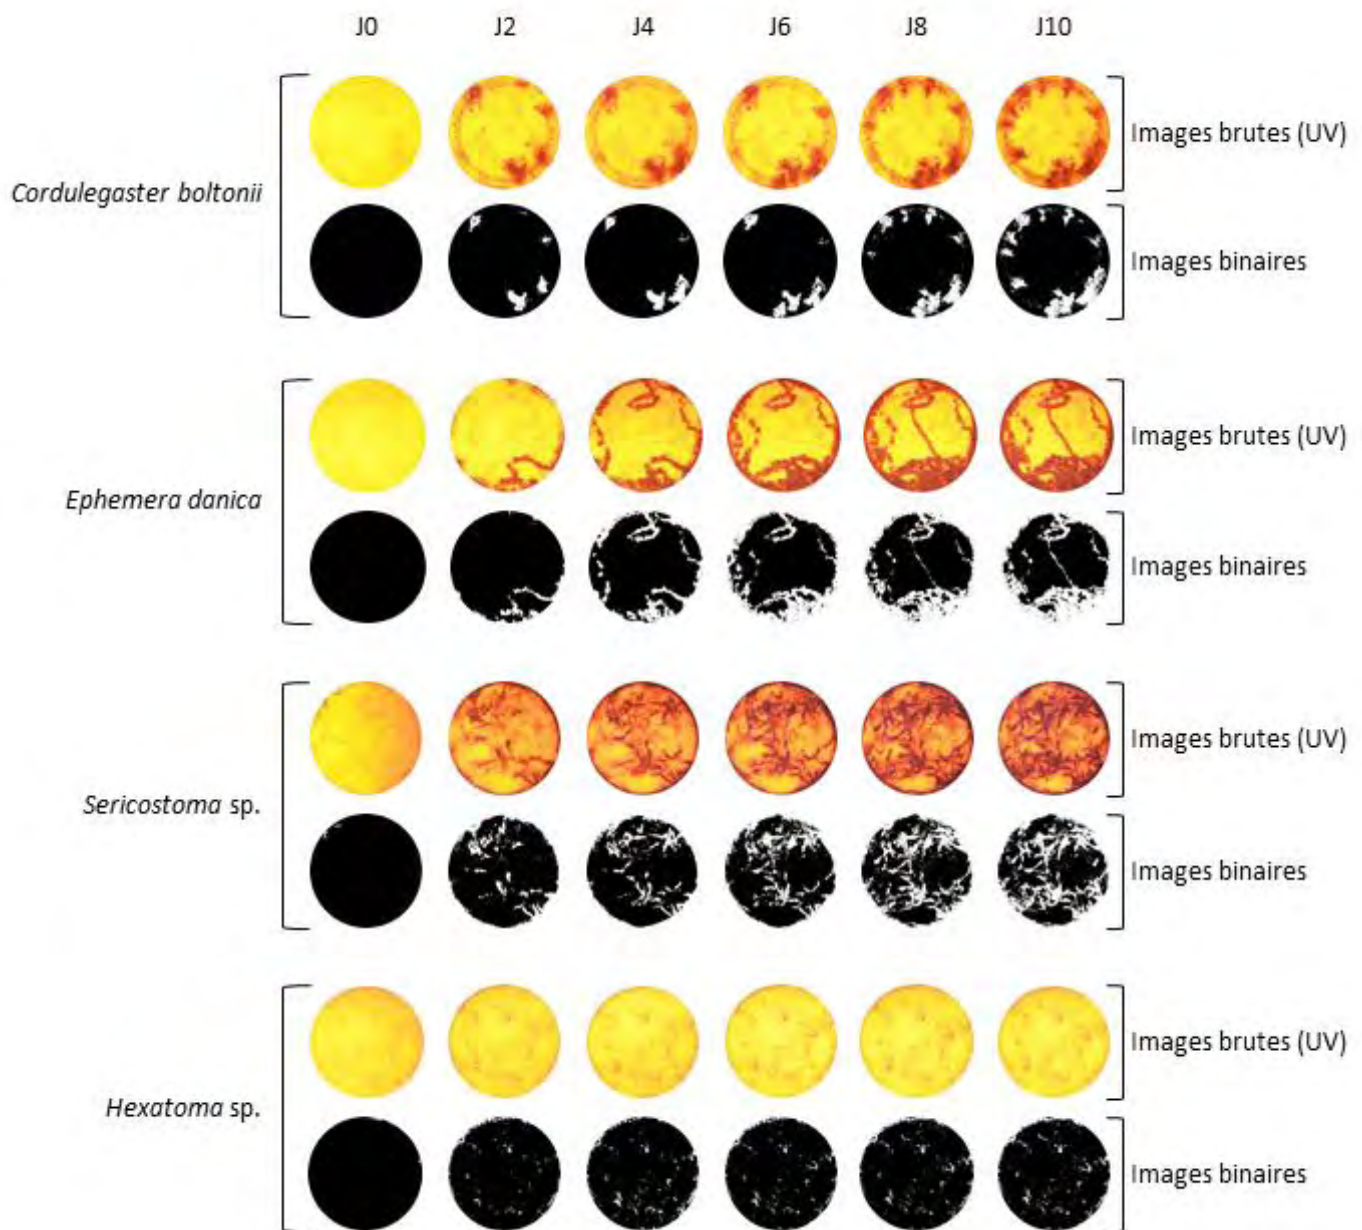 J0 J2 J4 J6 J8 J10
Images brutes (UV)
Cordulegaster boltonii
Images binaires
Images brutes (UV)
Ephemera danica
Images binaires
Images brutes (UV)
Sericostoma sp.
Images binaires
Images brutes (UV)
Hexatoma sp.
Images binaires